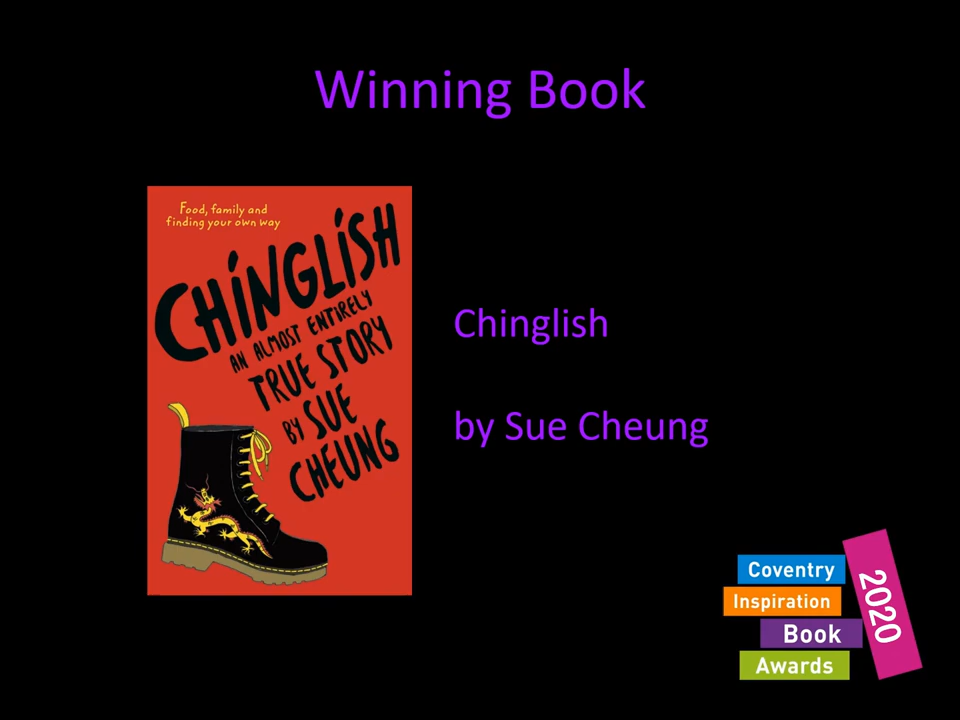 Winning Book
Food, family and
finding your own way
CHINGLISH
AN ALMOST ENTIRELY
TRUE STORY
BY SUE
CHEUNG
Chinglish
by Sue Cheung
Coventry
Inspiration
Book
Awards
2020